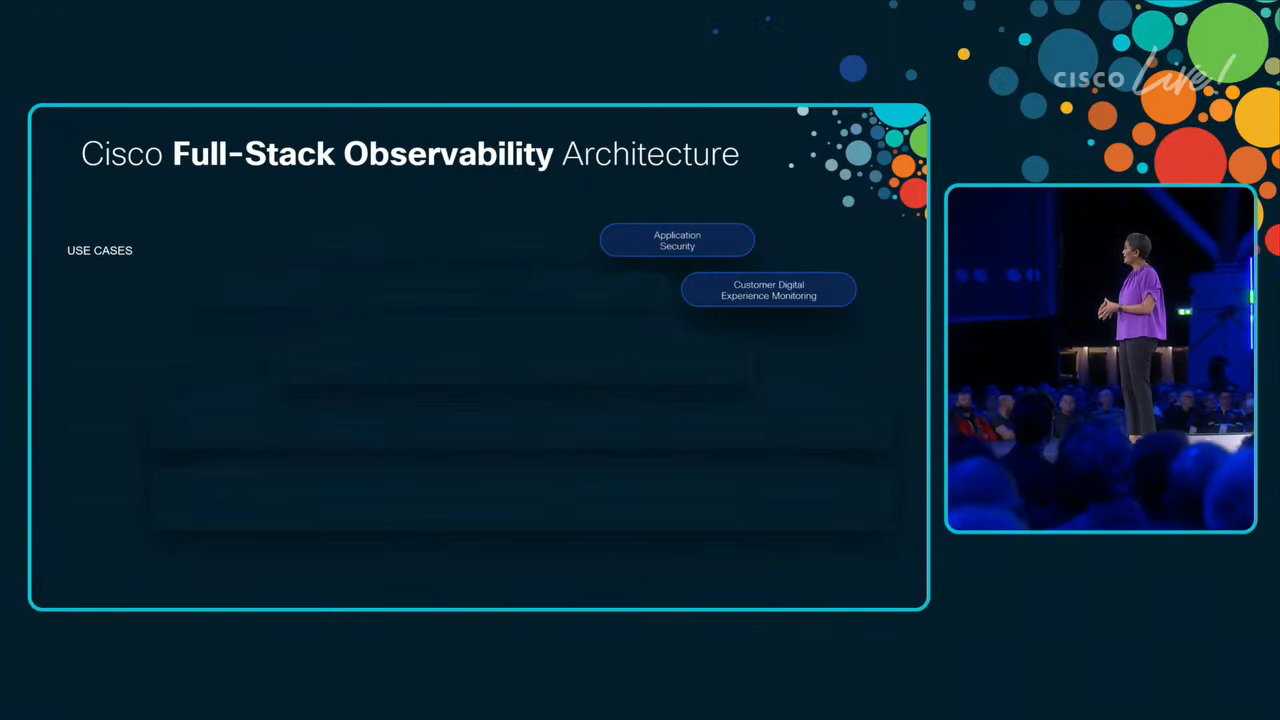 CISCO Live!
Cisco Full-Stack Observability Architecture
USE CASES
Application
Security
Customer Digital
Experience Monitoring